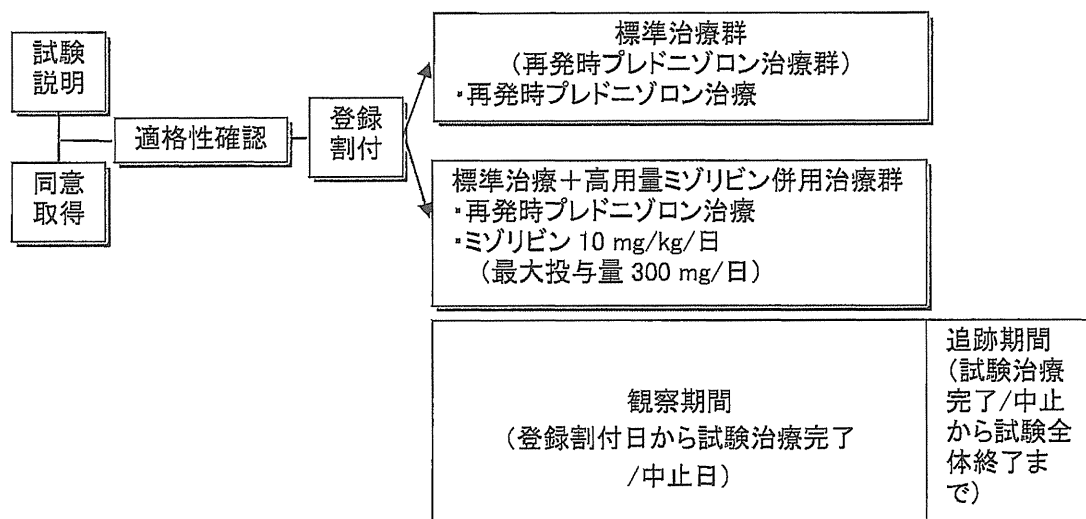 試験
説明
同意
取得
適格性確認
登録
割付
標準治療群
（再発時プレドニゾロン治療群）
・再発時プレドニゾロン治療
標準治療＋高用量ミゾリビン併用治療群
・再発時プレドニゾロン治療
・ミゾリビン 10 mg/kg/日
（最大投与量 300 mg/日）
観察期間
（登録割付日から試験治療完了
/中止日）
追跡期間
（試験治療
完了/中止
から試験全
体終了ま
で）